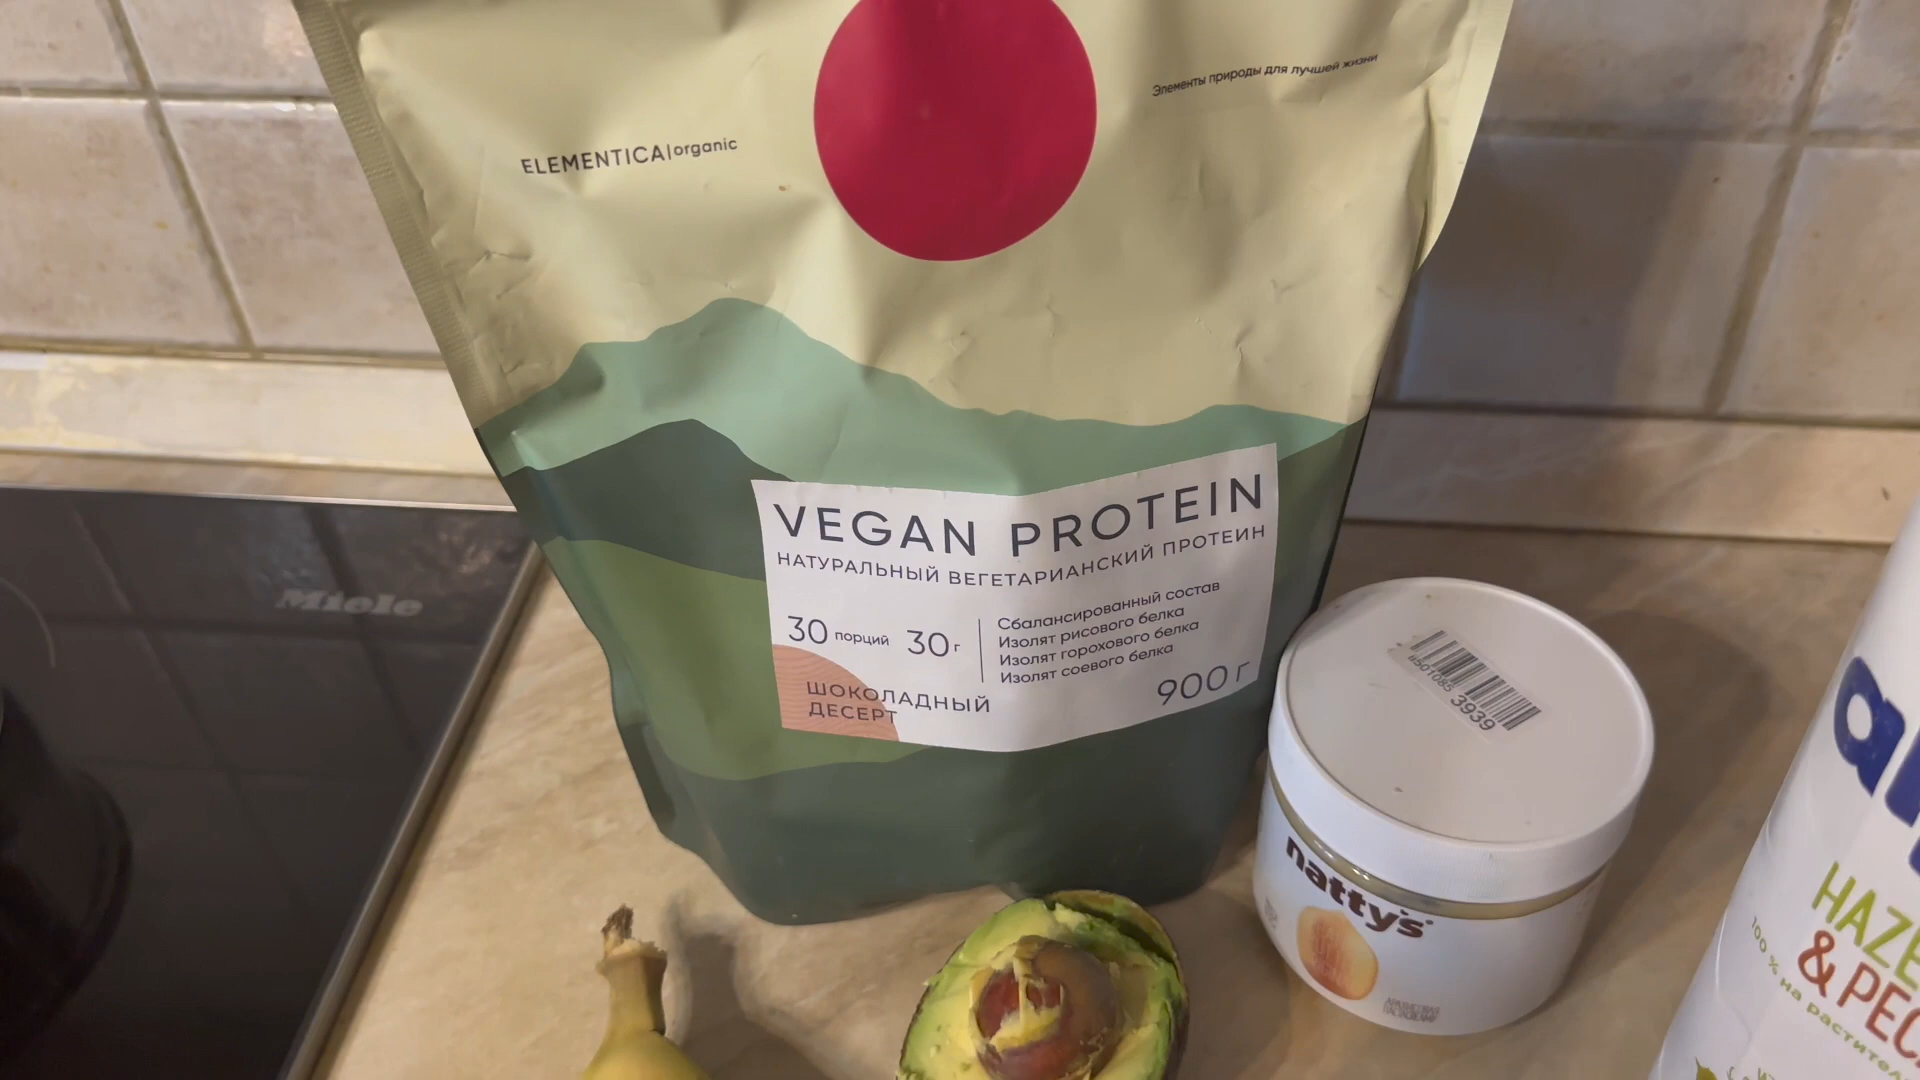 ELEMENTICA|organic
Элементы природы для лучшей жизни
VEGAN PROTEIN
НАТУРАЛЬНЫЙ ВЕГЕТАРИАНСКИЙ ПРОТЕИН
30 порций 30 г
Сбалансированный состав
Изолят рисового белка
Изолят горохового белка
Изолят соевого белка
ШОКОЛАДНЫЙ
ДЕСЕРТ
900 г
Miele
8501085 3939
natty's
HAZE
& PEC
100 % на растител